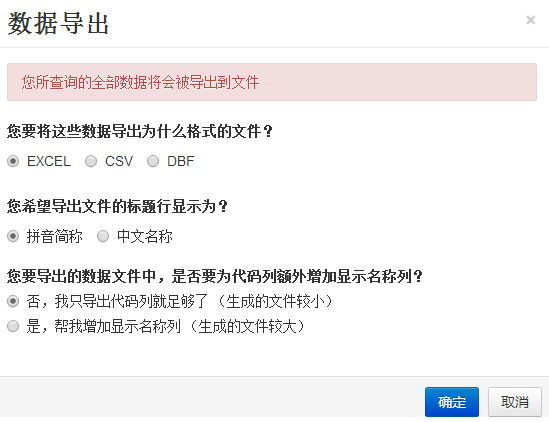 数据导出
×
您所查询的全部数据将会被导出到文件
您要将这些数据导出为什么格式的文件？
EXCEL CSV DBF
您希望导出文件的标题行显示为？
拼音简称 中文名称
您要导出的数据文件中，是否要为代码列额外增加显示名称列？
否，我只导出代码列就足够了（生成的文件较小）
是，帮我增加显示名称列（生成的文件较大）
确定 取消